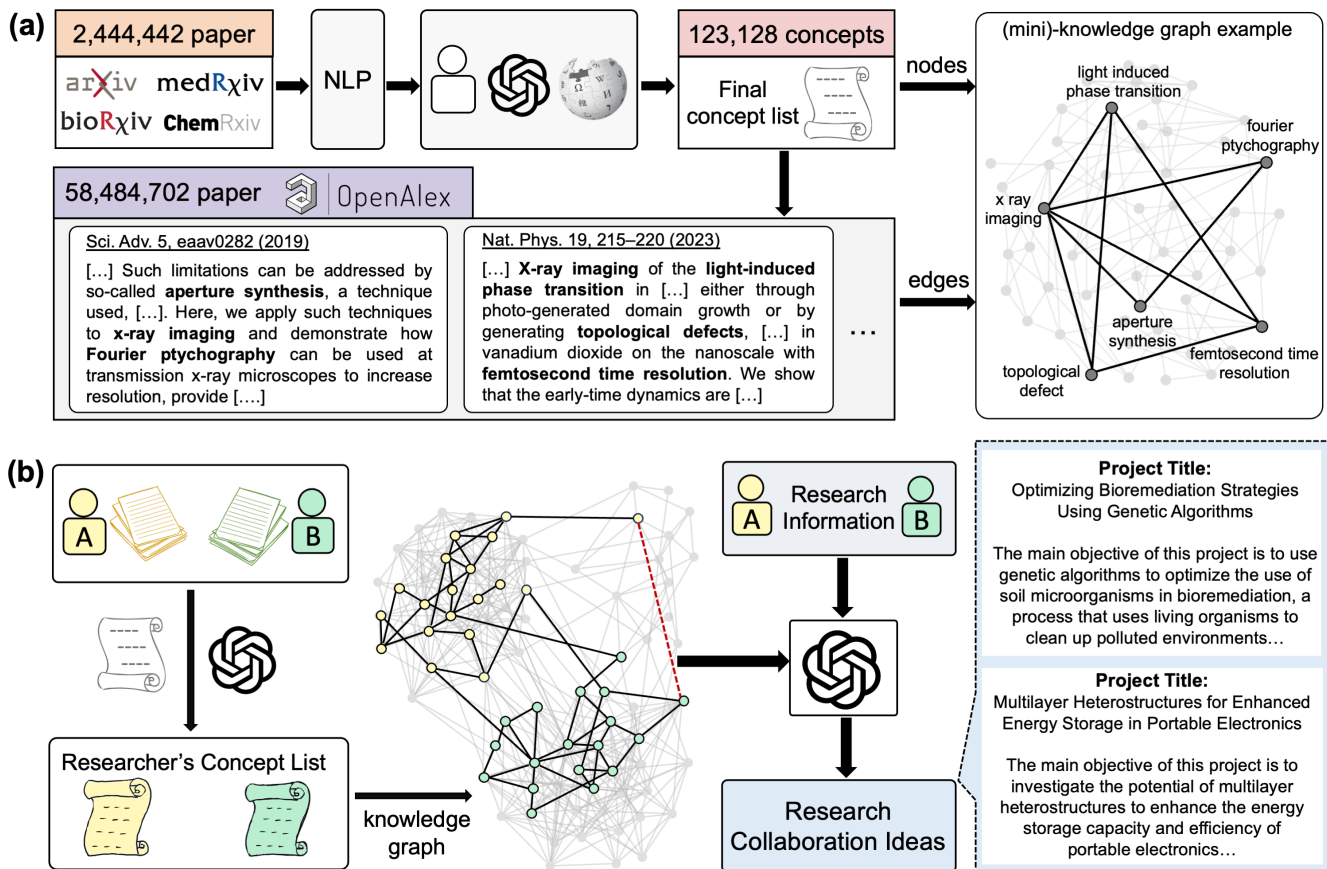 (a)
2,444,442 paper
arXiv
medRχiv
bioRχiv
ChemRxiv
NLP
123,128 concepts
Final
concept list
nodes
(mini)-knowledge graph example
light induced
phase transition
fourier
ptychography
x ray
imaging
aperture
synthesis
femtosecond time
resolution
topological
defect
58,484,702 paper
OpenAlex
Sci. Adv. 5, eaav0282 (2019)
[…] Such limitations can be addressed by
so-called aperture synthesis, a technique
used, […]. Here, we apply such techniques
to x-ray imaging and demonstrate how
Fourier ptychography can be used at
transmission x-ray microscopes to increase
resolution, provide [….]
Nat. Phys. 19, 215–220 (2023)
[…] X-ray imaging of the light-induced
phase transition in […] either through
photo-generated domain growth or by
generating topological defects, […] in
vanadium dioxide on the nanoscale with
femtosecond time resolution. We show
that the early-time dynamics are […]
...
edges
(b)
A
B
Researcher's Concept List
knowledge
graph
A
Research
Information
B
Research
Collaboration Ideas
Project Title:
Optimizing Bioremediation Strategies
Using Genetic Algorithms
The main objective of this project is to use
genetic algorithms to optimize the use of
soil microorganisms in bioremediation, a
process that uses living organisms to
clean up polluted environments…
Project Title:
Multilayer Heterostructures for Enhanced
Energy Storage in Portable Electronics
The main objective of this project is to
investigate the potential of multilayer
heterostructures to enhance the energy
storage capacity and efficiency of
portable electronics…